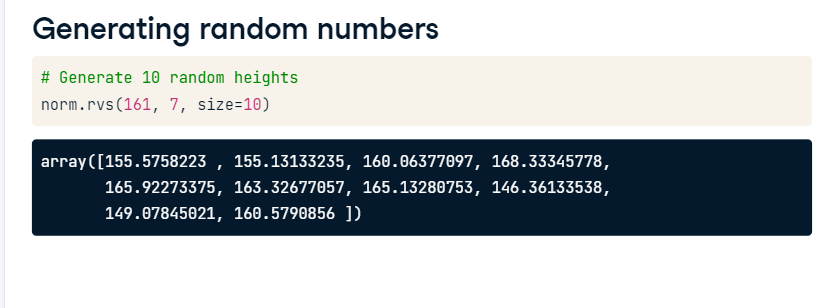 Generating random numbers
# Generate 10 random heights
norm.rvs(161, 7, size=10)
array([155.5758223 , 155.13133235, 160.06377097, 168.33345778,
165.92273375, 163.32677057, 165.13280753, 146.36133538,
149.07845021, 160.5790856 ])